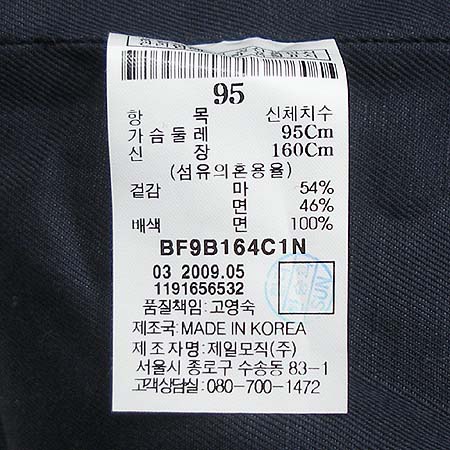 95
항 목 신체치수
가슴둘레 95Cm
신 장 160Cm
(섬유의혼용율)
겉감 마 54%
면 46%
배색 면 100%
BF9B164C1N
03 2009.05
1191656532
품질책임:고영숙
제조국:MADE IN KOREA
제조자명:제일모직(주)
서울시 종로구 수송동 83-1
고객상담실:080-700-1472